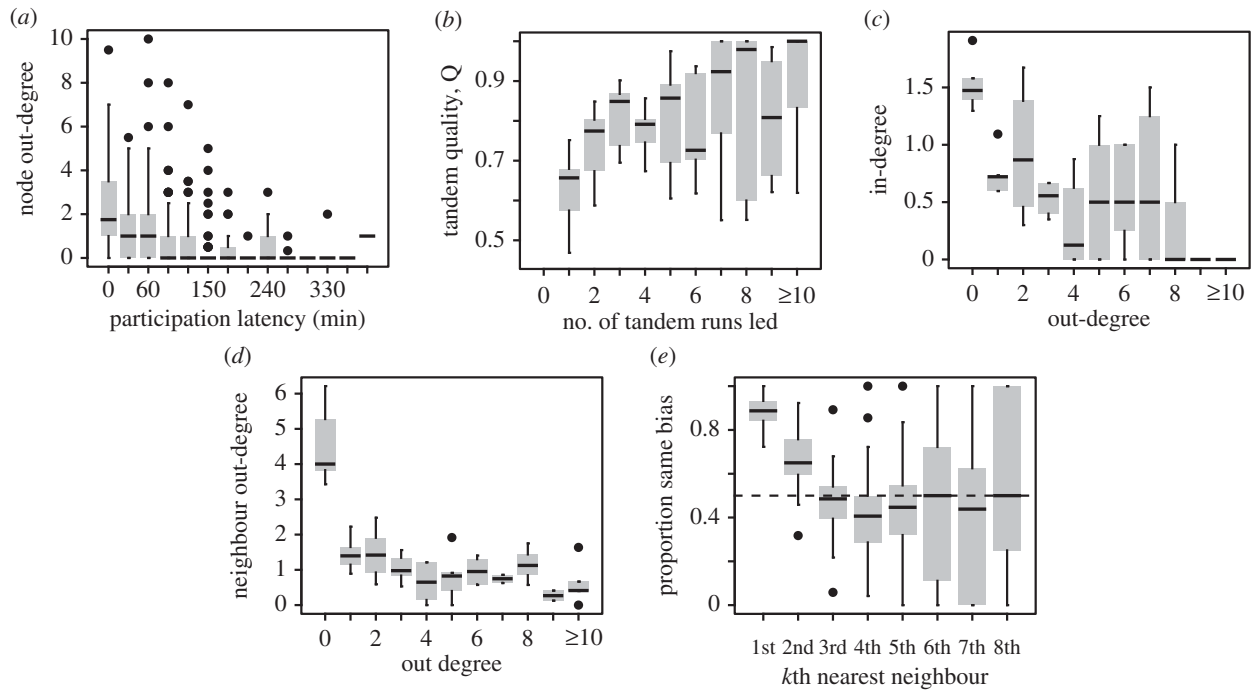 (a)
10
8
6
4
2
0
node out-degree
0 60 150 240 330
participation latency (min)
(b)
0.9
0.7
0.5
tandem quality, Q
0 2 4 6 8 ≥10
no. of tandem runs led
(c)
1.5
1.0
0.5
0
in-degree
0 2 4 6 8 ≥10
out-degree
(d)
6
5
4
3
2
1
0
neighbour out-degree
0 2 4 6 8 ≥10
out degree
(e)
0.8
0.4
0
proportion same bias
1st 2nd 3rd 4th 5th 6th 7th 8th
kth nearest neighbour